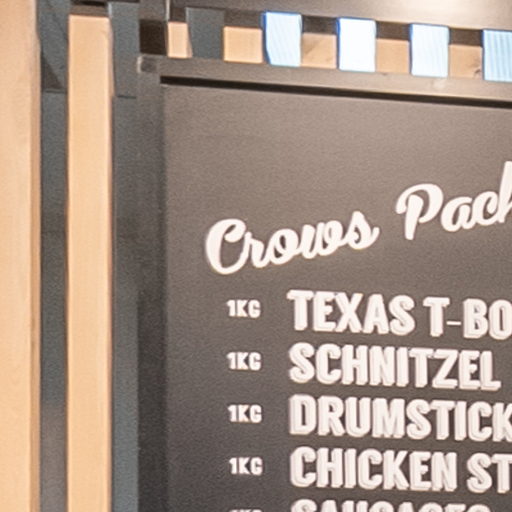 Crows Pack
1KG TEXAS T-BO
1KG SCHNITZEL
1KG DRUMSTICK
1KG CHICKEN ST